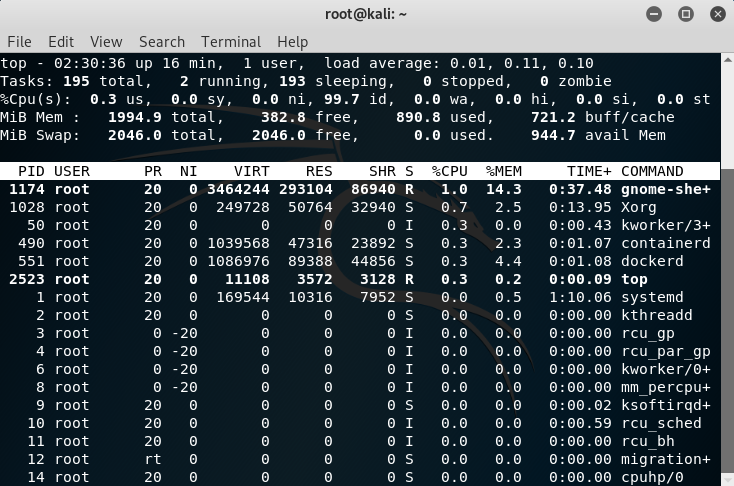 root@kali: ~
File Edit View Search Terminal Help
top - 02:30:36 up 16 min,  1 user,  load average: 0.01, 0.11, 0.10
Tasks: 195 total,   2 running, 193 sleeping,   0 stopped,   0 zombie
%Cpu(s):  0.3 us,  0.0 sy,  0.0 ni, 99.7 id,  0.0 wa,  0.0 hi,  0.0 si,  0.0 st
MiB Mem :   1994.9 total,    382.8 free,    890.8 used,    721.2 buff/cache
MiB Swap:   2046.0 total,   2046.0 free,      0.0 used.    944.7 avail Mem
  PID USER      PR  NI    VIRT    RES    SHR S  %CPU  %MEM     TIME+ COMMAND
 1174 root      20   0 3464244 293104  86940 R   1.0  14.3   0:37.48 gnome-she+
 1028 root      20   0  249728  50764  32940 S   0.7   2.5   0:13.95 Xorg
   50 root      20   0       0      0      0 I   0.3   0.0   0:00.43 kworker/3+
  490 root      20   0 1039568  47316  23892 S   0.3   2.3   0:01.07 containerd
  551 root      20   0 1086976  89388  44856 S   0.3   4.4   0:01.08 dockerd
 2523 root      20   0   11108   3572   3128 R   0.3   0.2   0:00.09 top
    1 root      20   0  169544  10316   7952 S   0.0   0.5   1:10.06 systemd
    2 root      20   0       0      0      0 S   0.0   0.0   0:00.00 kthreadd
    3 root       0 -20       0      0      0 I   0.0   0.0   0:00.00 rcu_gp
    4 root       0 -20       0      0      0 I   0.0   0.0   0:00.00 rcu_par_gp
    6 root       0 -20       0      0      0 I   0.0   0.0   0:00.00 kworker/0+
    8 root       0 -20       0      0      0 I   0.0   0.0   0:00.00 mm_percpu+
    9 root      20   0       0      0      0 S   0.0   0.0   0:00.02 ksoftirqd+
   10 root      20   0       0      0      0 I   0.0   0.0   0:00.59 rcu_sched
   11 root      20   0       0      0      0 I   0.0   0.0   0:00.00 rcu_bh
   12 root      rt   0       0      0      0 S   0.0   0.0   0:00.00 migration+
   14 root      20   0       0      0      0 S   0.0   0.0   0:00.00 cpuhp/0